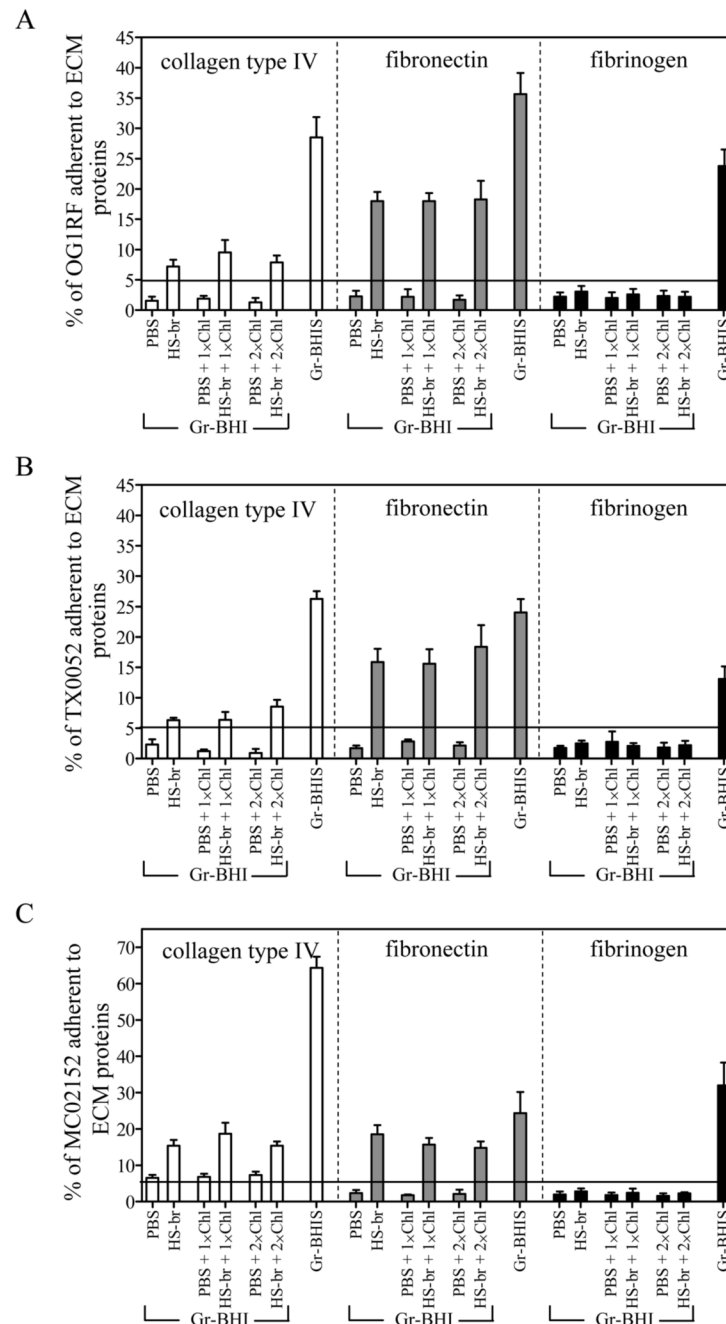 A
% of OG1RF adherent to ECM
proteins
45
40
35
30
25
20
15
10
5
0
collagen type IV
fibronectin
fibrinogen
PBS
HS-br
PBS + 1×Chl
HS-br + 1×Chl
PBS + 2×Chl
HS-br + 2×Chl
Gr-BHIS
PBS
HS-br
PBS + 1×Chl
HS-br + 1×Chl
PBS + 2×Chl
HS-br + 2×Chl
Gr-BHIS
PBS
HS-br
PBS + 1×Chl
HS-br + 1×Chl
PBS + 2×Chl
HS-br + 2×Chl
Gr-BHIS
Gr-BHI
Gr-BHI
Gr-BHI
B
% of TX0052 adherent to ECM
proteins
45
40
35
30
25
20
15
10
5
0
collagen type IV
fibronectin
fibrinogen
PBS
HS-br
PBS + 1×Chl
HS-br + 1×Chl
PBS + 2×Chl
HS-br + 2×Chl
Gr-BHIS
PBS
HS-br
PBS + 1×Chl
HS-br + 1×Chl
PBS + 2×Chl
HS-br + 2×Chl
Gr-BHIS
PBS
HS-br
PBS + 1×Chl
HS-br + 1×Chl
PBS + 2×Chl
HS-br + 2×Chl
Gr-BHIS
Gr-BHI
Gr-BHI
Gr-BHI
C
% of MC02152 adherent to
ECM proteins
70
60
50
40
30
20
10
0
collagen type IV
fibronectin
fibrinogen
PBS
HS-br
PBS + 1×Chl
HS-br + 1×Chl
PBS + 2×Chl
HS-br + 2×Chl
Gr-BHIS
PBS
HS-br
PBS + 1×Chl
HS-br + 1×Chl
PBS + 2×Chl
HS-br + 2×Chl
Gr-BHIS
PBS
HS-br
PBS + 1×Chl
HS-br + 1×Chl
PBS + 2×Chl
HS-br + 2×Chl
Gr-BHIS
Gr-BHI
Gr-BHI
Gr-BHI